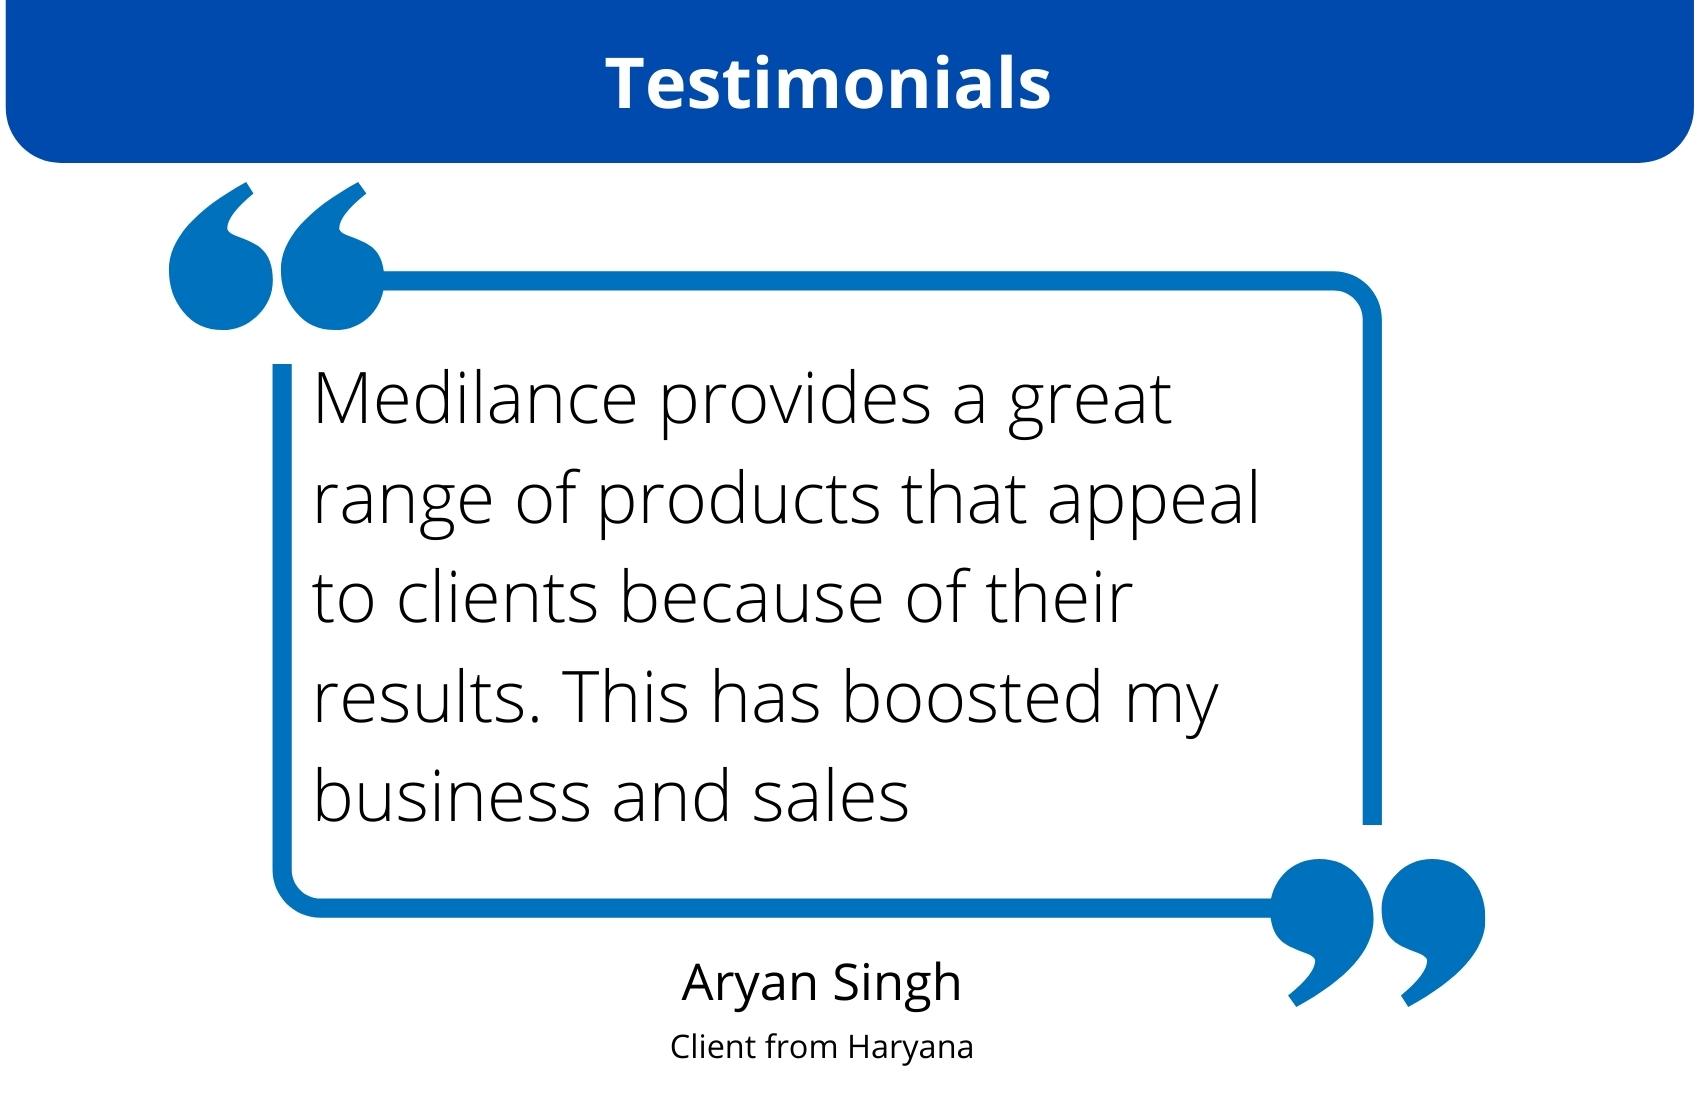 Testimonials
Medilance provides a great
range of products that appeal
to clients because of their
results. This has boosted my
business and sales
Aryan Singh
Client from Haryana